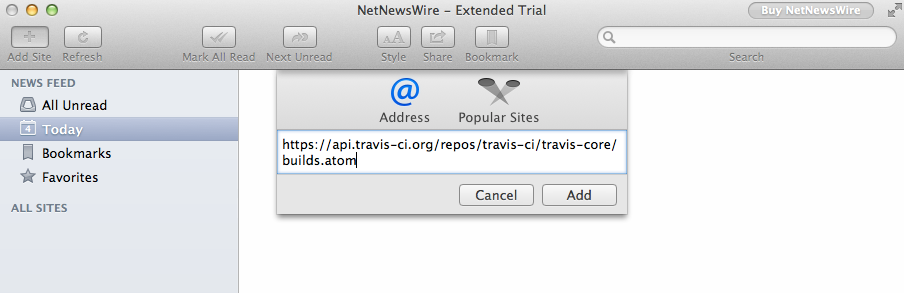 NetNewsWire – Extended Trial
Buy NetNewsWire
Add Site
Refresh
Mark All Read
Next Unread
AA
Style
Share
Bookmark
Search
NEWS FEED
All Unread
4
Today
Bookmarks
Favorites
ALL SITES
@
Address
Popular Sites
https://api.travis-ci.org/repos/travis-ci/travis-core/
builds.atom
Cancel
Add